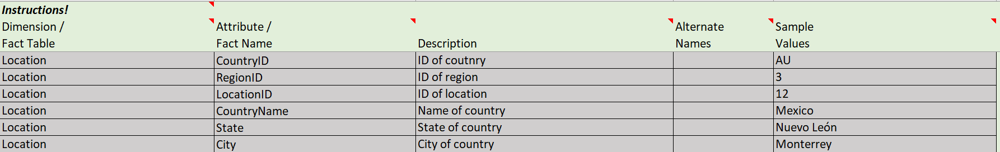 Instructions!
Dimension / Attribute / Alternate Sample
Fact Table Fact Name Description Names Values
Location CountryID ID of coutnry AU
Location RegionID ID of region 3
Location LocationID ID of location 12
Location CountryName Name of country Mexico
Location State State of country Nuevo León
Location City City of country Monterrey